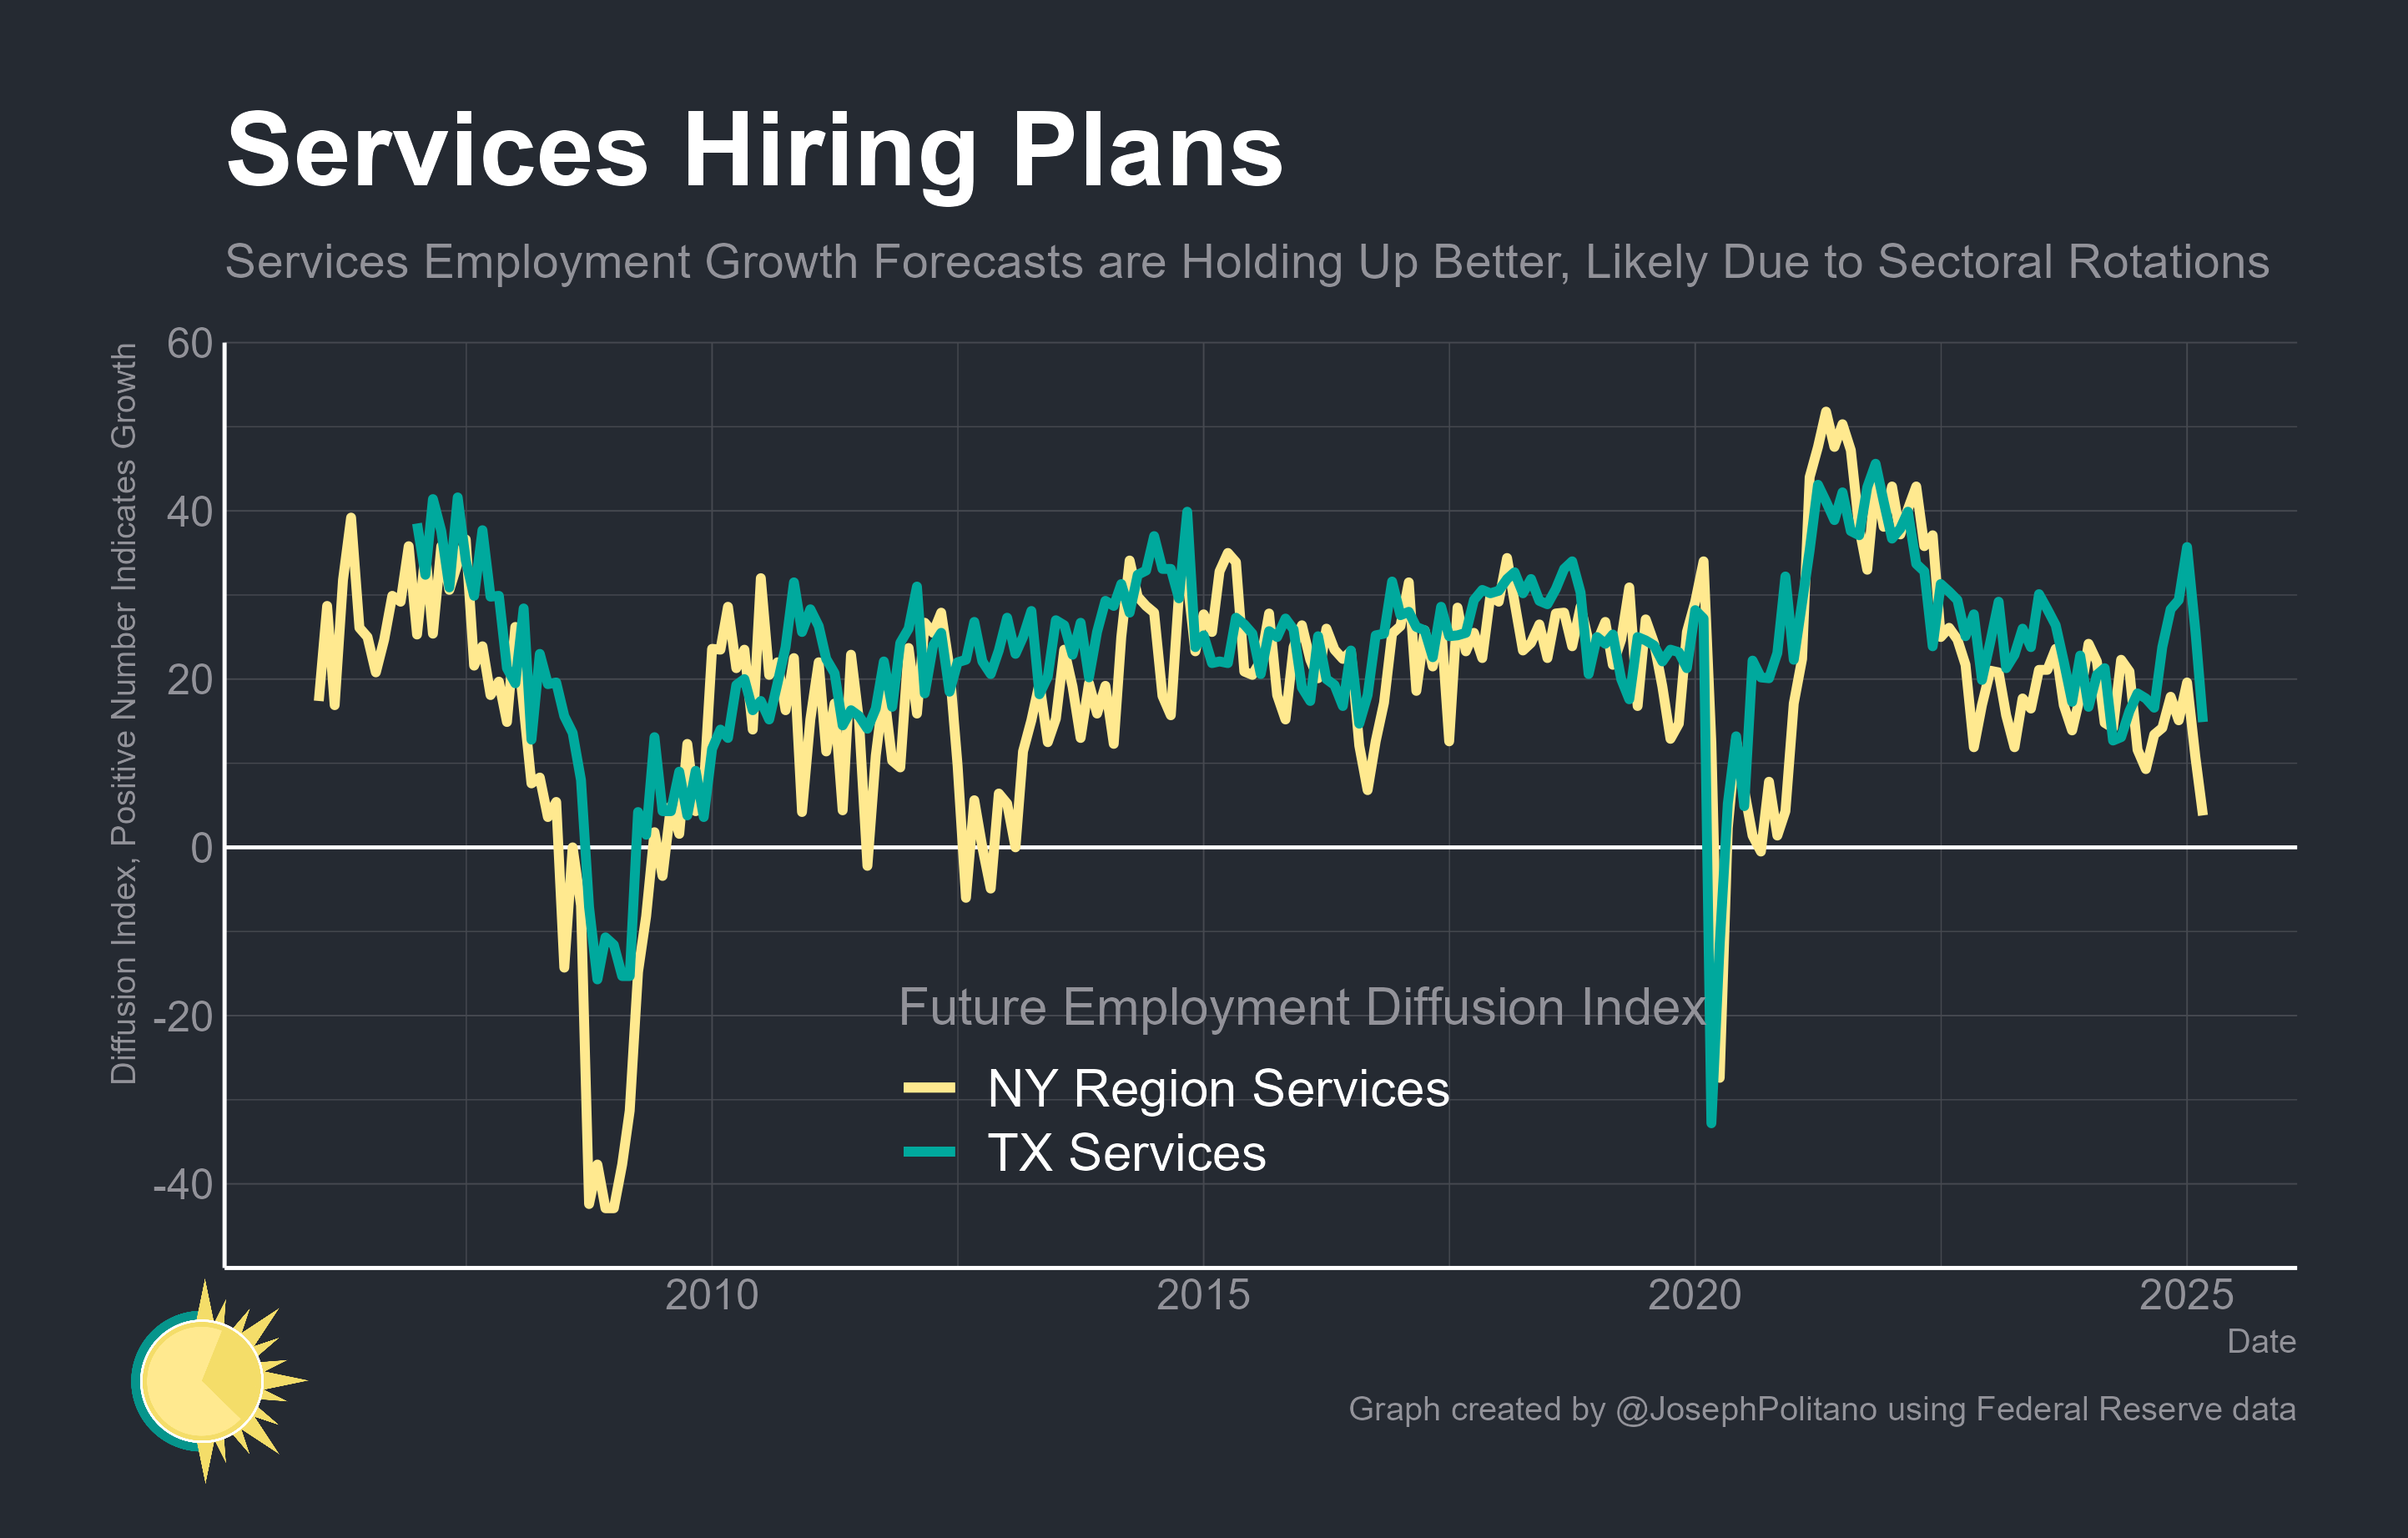 Services Hiring Plans
Services Employment Growth Forecasts are Holding Up Better, Likely Due to Sectoral Rotations
Diffusion Index, Positive Number Indicates Growth
60
40
20
0
-20
-40
Future Employment Diffusion Index
NY Region Services
TX Services
2010
2015
2020
2025
Date
Graph created by @JosephPolitano using Federal Reserve data